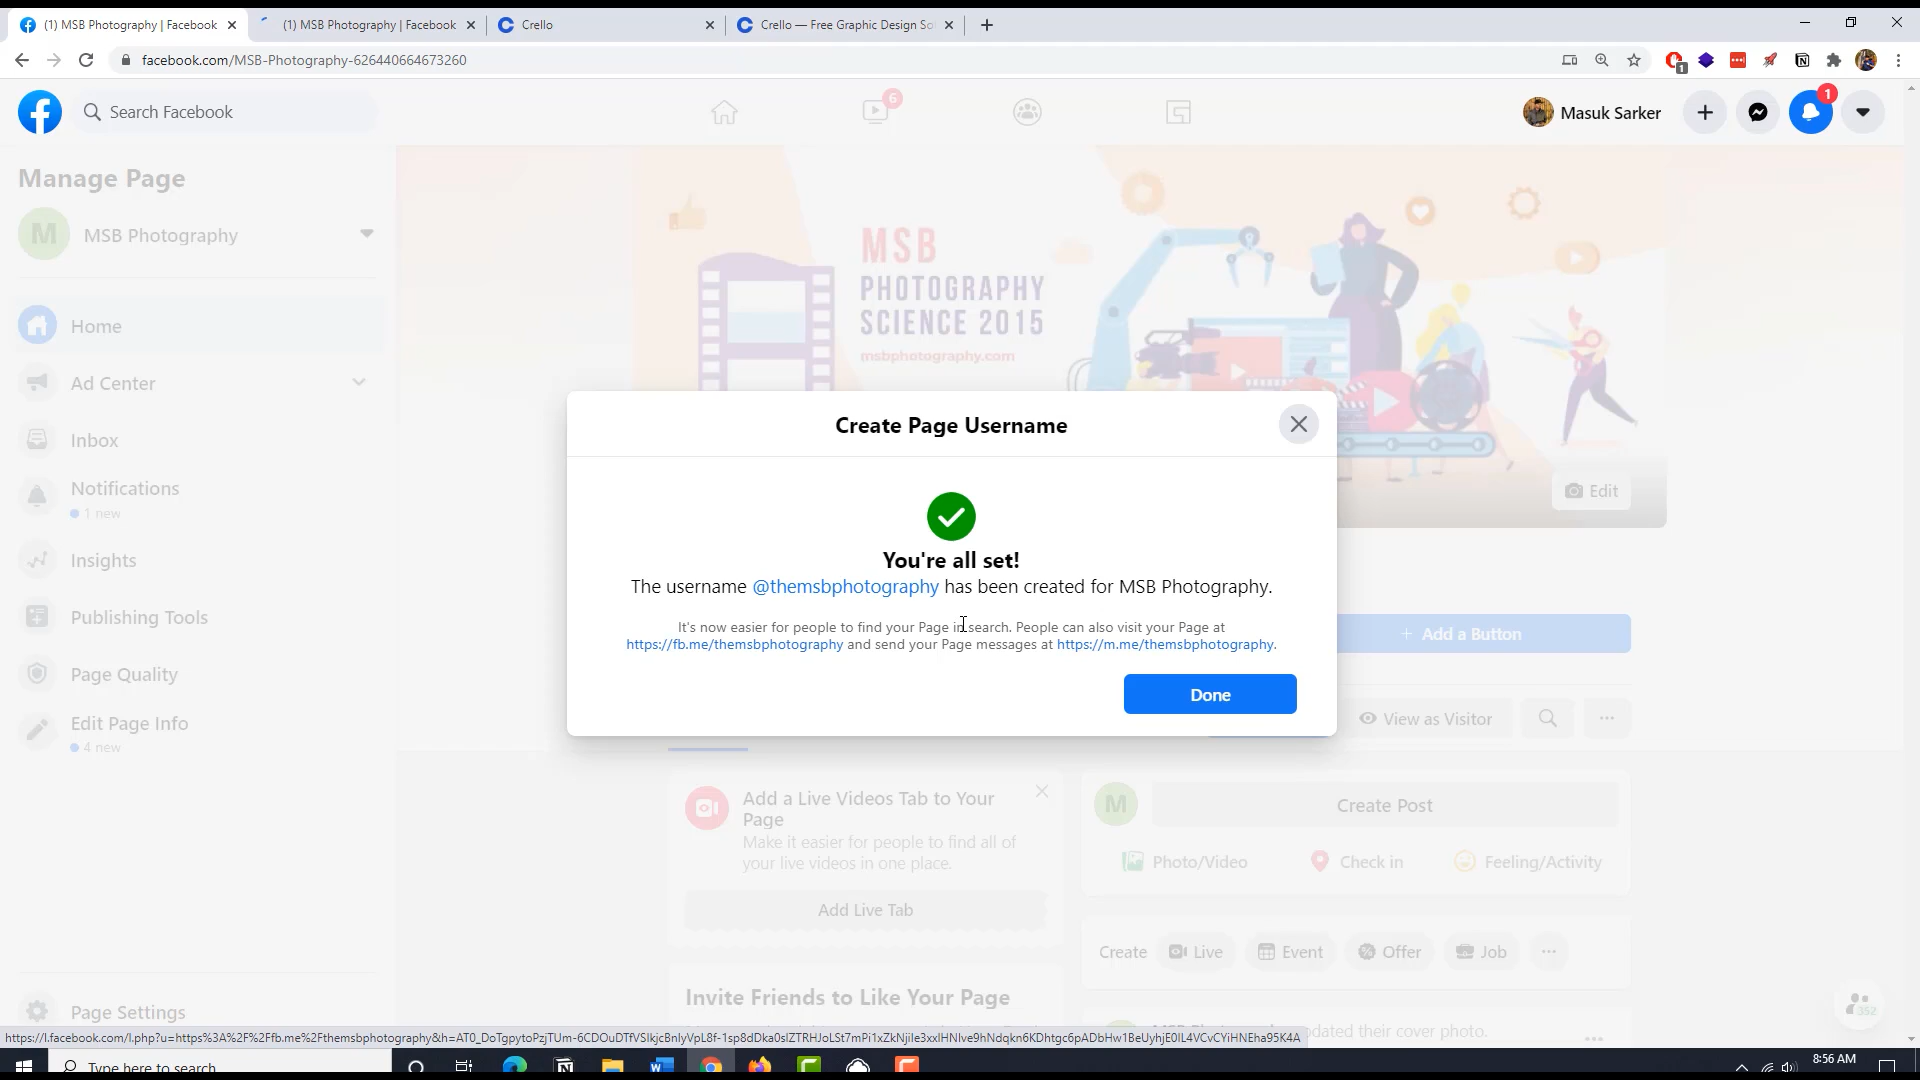 (1) MSB Photography | Facebook
(1) MSB Photography | Facebook
Crello
Crello — Free Graphic Design So
facebook.com/MSB-Photography-626440664673260
1
Search Facebook
6
Masuk Sarker
1
Manage Page
M
MSB Photography
Home
Ad Center
Inbox
Notifications
1 new
Insights
Publishing Tools
Page Quality
Edit Page Info
4 new
Page Settings
MSB
PHOTOGRAPHY
SCIENCE 2015
msbphotography.com
Edit
Create Page Username
You're all set!
The username @themsbphotography has been created for MSB Photography.
It's now easier for people to find your Page in search. People can also visit your Page at
https://fb.me/themsbphotography and send your Page messages at https://m.me/themsbphotography.
Done
+ Add a Button
View as Visitor
Add a Live Videos Tab to Your
Page
Make it easier for people to find all of
your live videos in one place.
Add Live Tab
Invite Friends to Like Your Page
M
Create Post
Photo/Video
Check in
Feeling/Activity
Create
Live
Event
Offer
Job
updated their cover photo.
352
Type here to search
8:56 AM